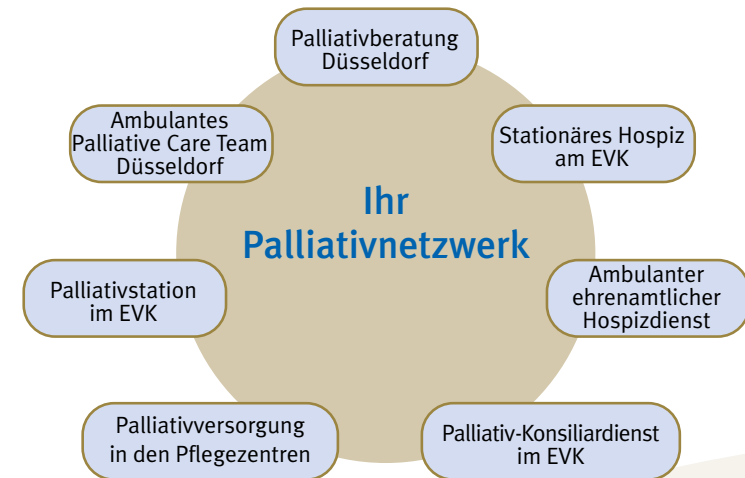 Palliativberatung
Düsseldorf
Ambulantes
Palliative Care Team
Düsseldorf
Stationäres Hospiz
am EVK
Ihr
Palliativnetzwerk
Palliativstation
im EVK
Ambulanter
ehrenamtlicher
Hospizdienst
Palliativversorgung
in den Pflegezentren
Palliativ-Konsiliardienst
im EVK